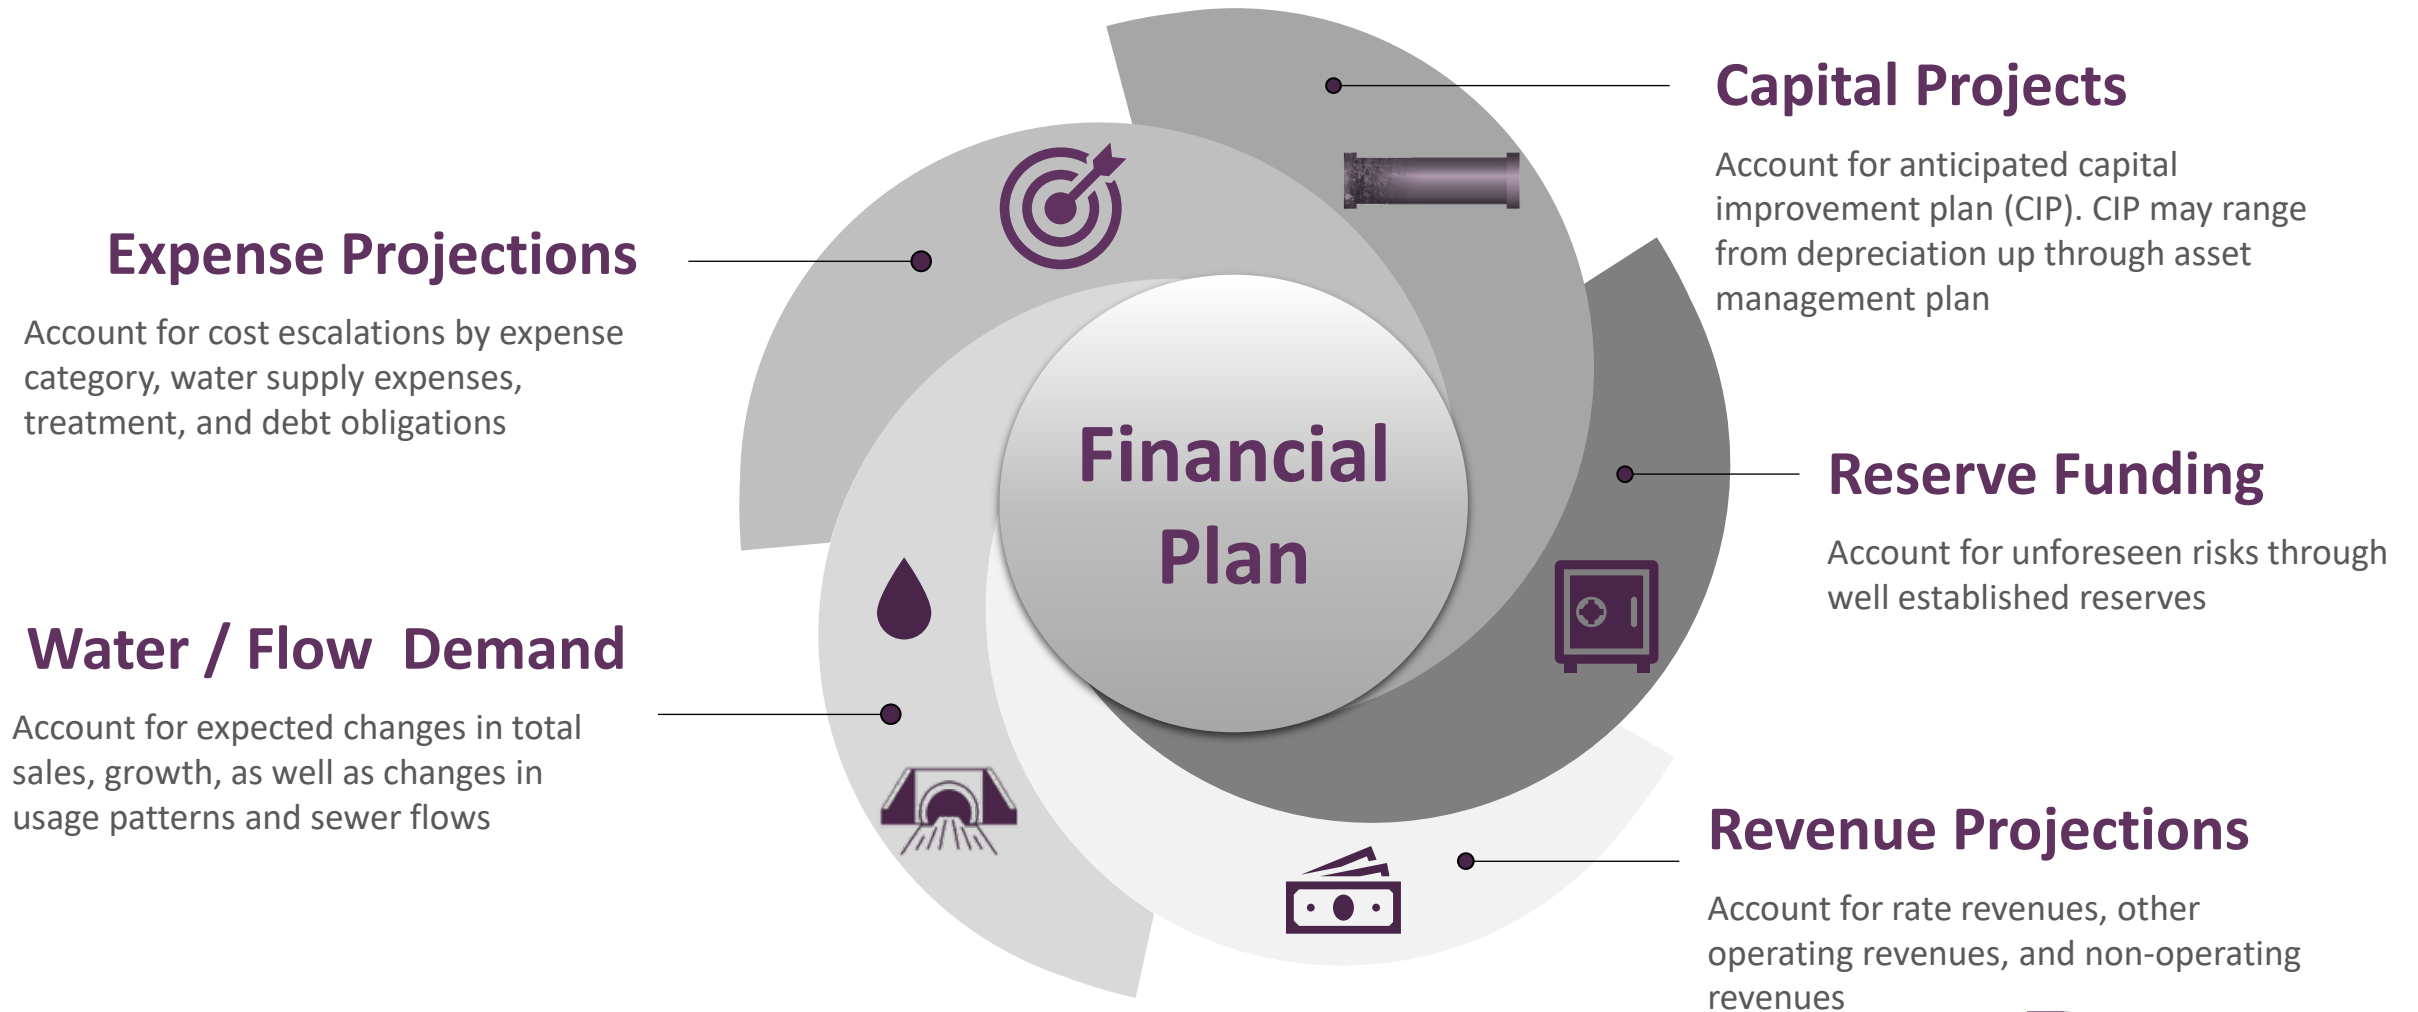 Capital Projects
Account for anticipated capital
improvement plan (CIP). CIP may range
from depreciation up through asset
management plan
Expense Projections
Account for cost escalations by expense
category, water supply expenses,
treatment, and debt obligations
Financial
Plan
Reserve Funding
Account for unforeseen risks through
well established reserves
Water / Flow  Demand
Account for expected changes in total
sales, growth, as well as changes in
usage patterns and sewer flows
Revenue Projections
Account for rate revenues, other
operating revenues, and non-operating
revenues